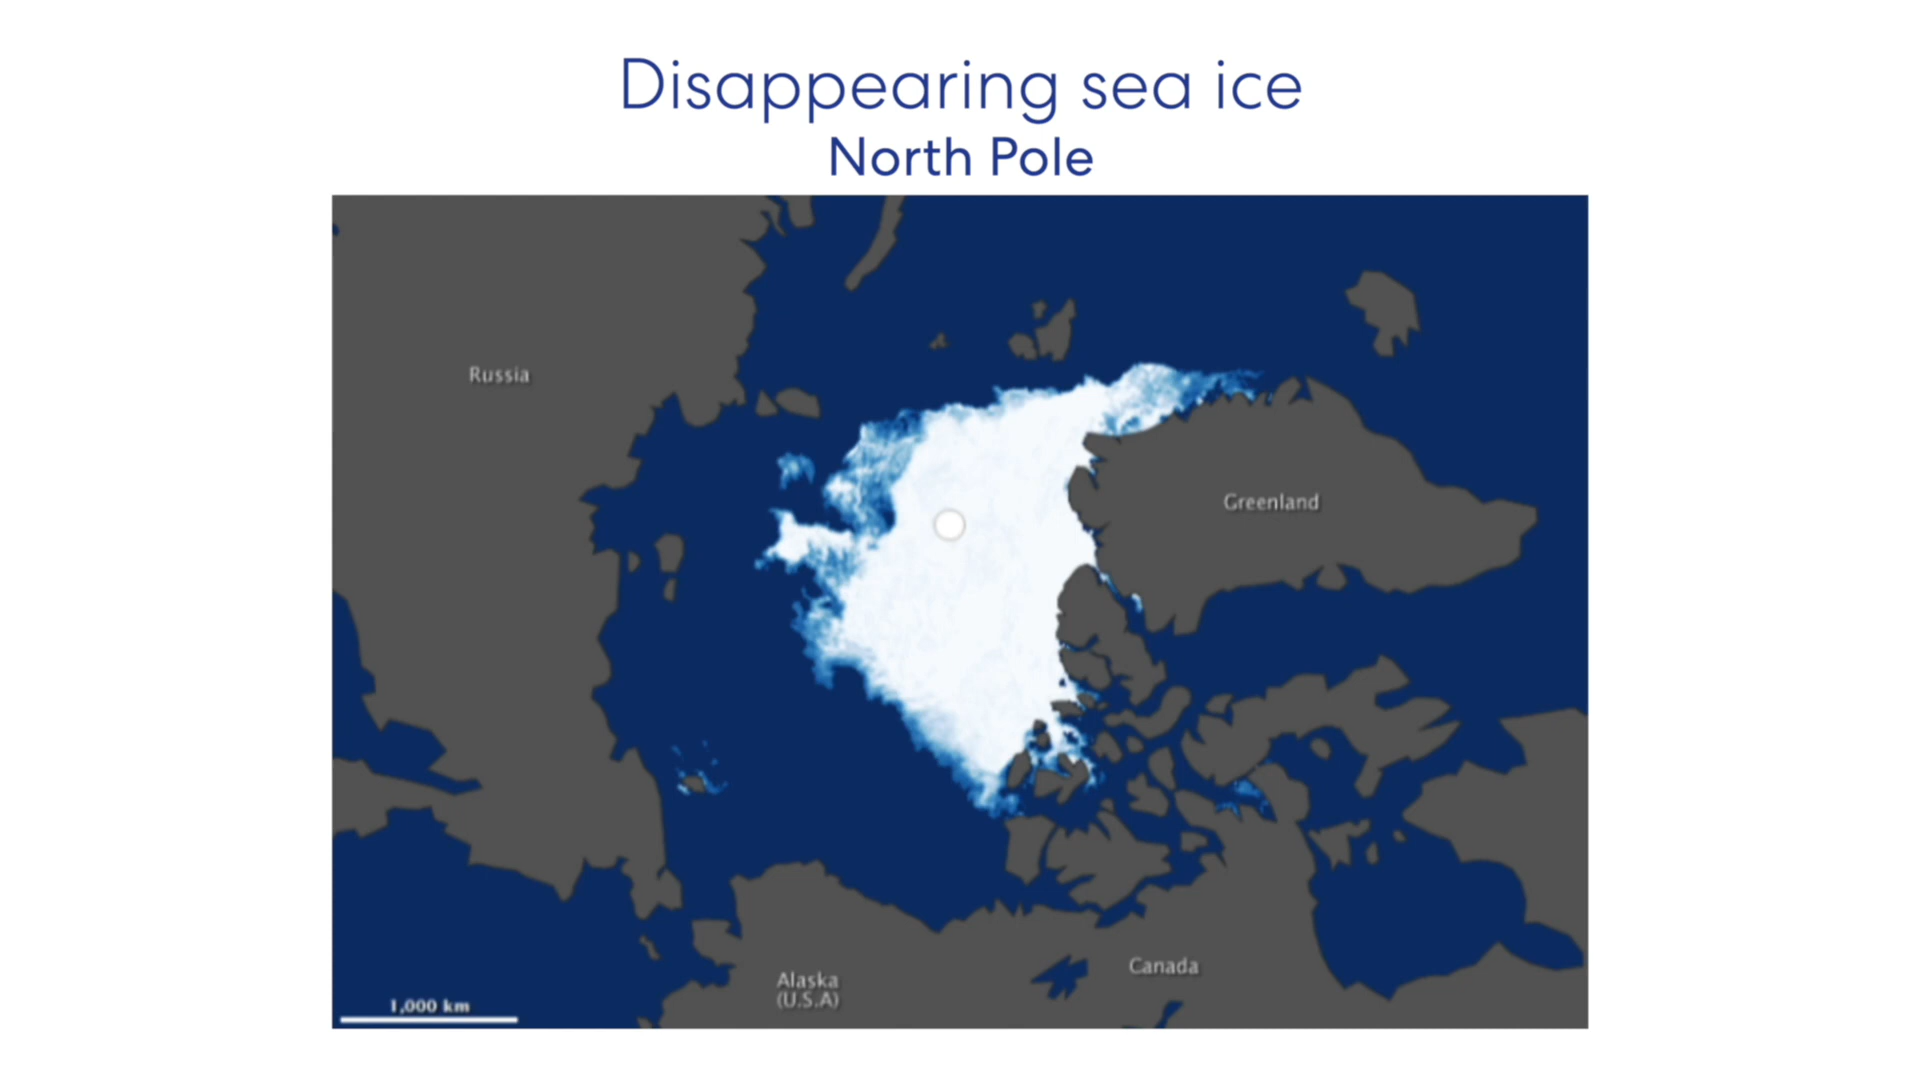 Disappearing sea ice
North Pole
Russia
Greenland
Canada
Alaska
(U.S.A)
1,000 km